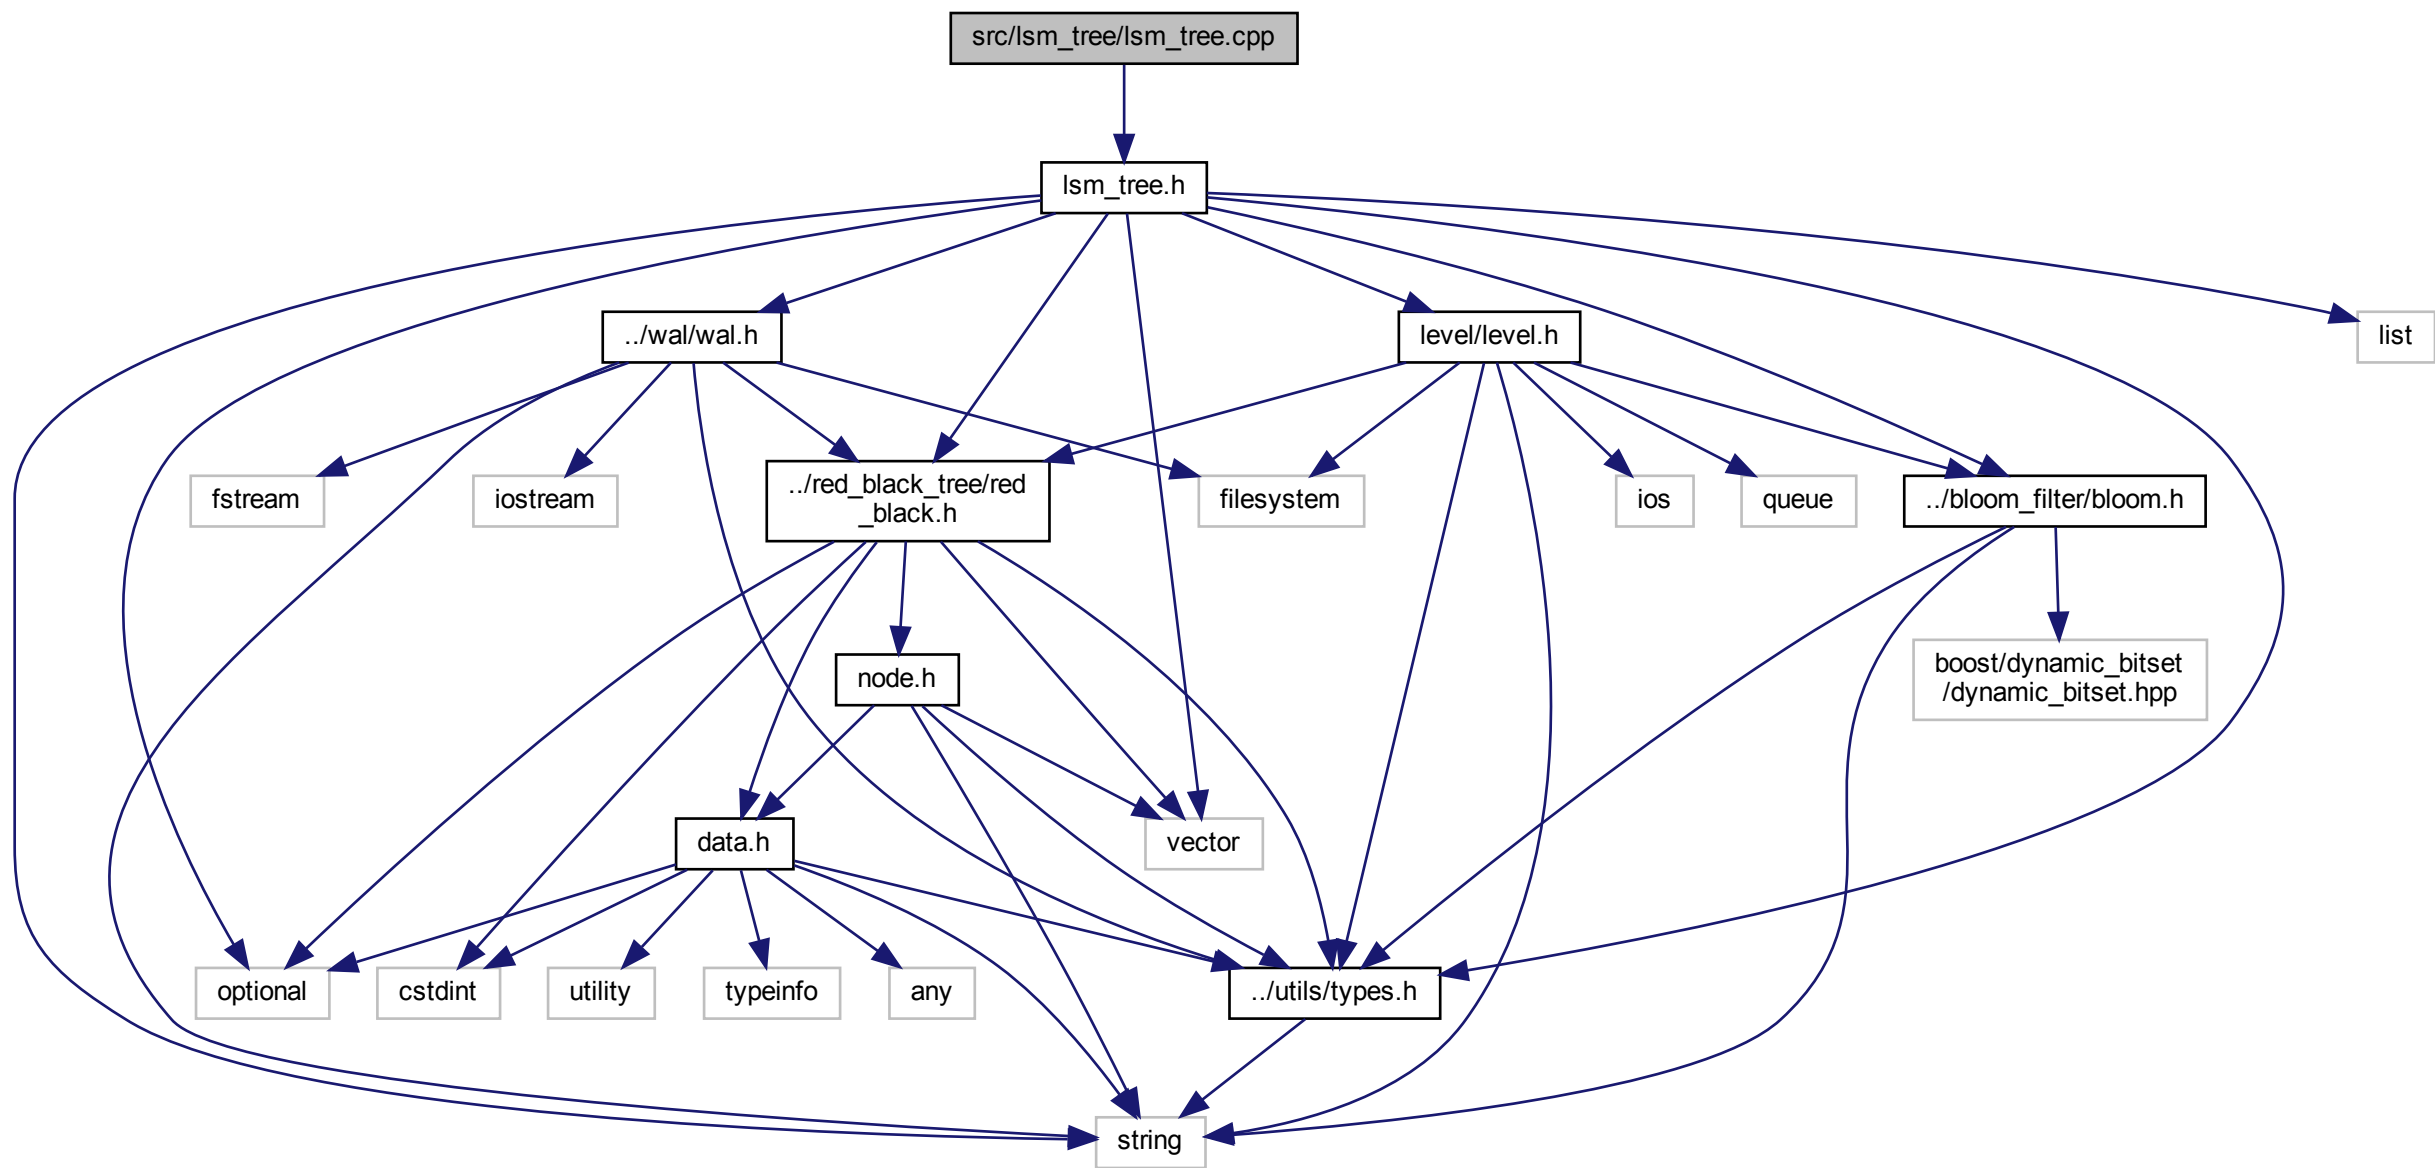 src/lsm_tree/lsm_tree.cpp
lsm_tree.h
../wal/wal.h
level/level.h
list
fstream
iostream
../red_black_tree/red
_black.h
filesystem
ios
queue
../bloom_filter/bloom.h
node.h
boost/dynamic_bitset
/dynamic_bitset.hpp
data.h
vector
optional
cstdint
utility
typeinfo
any
../utils/types.h
string